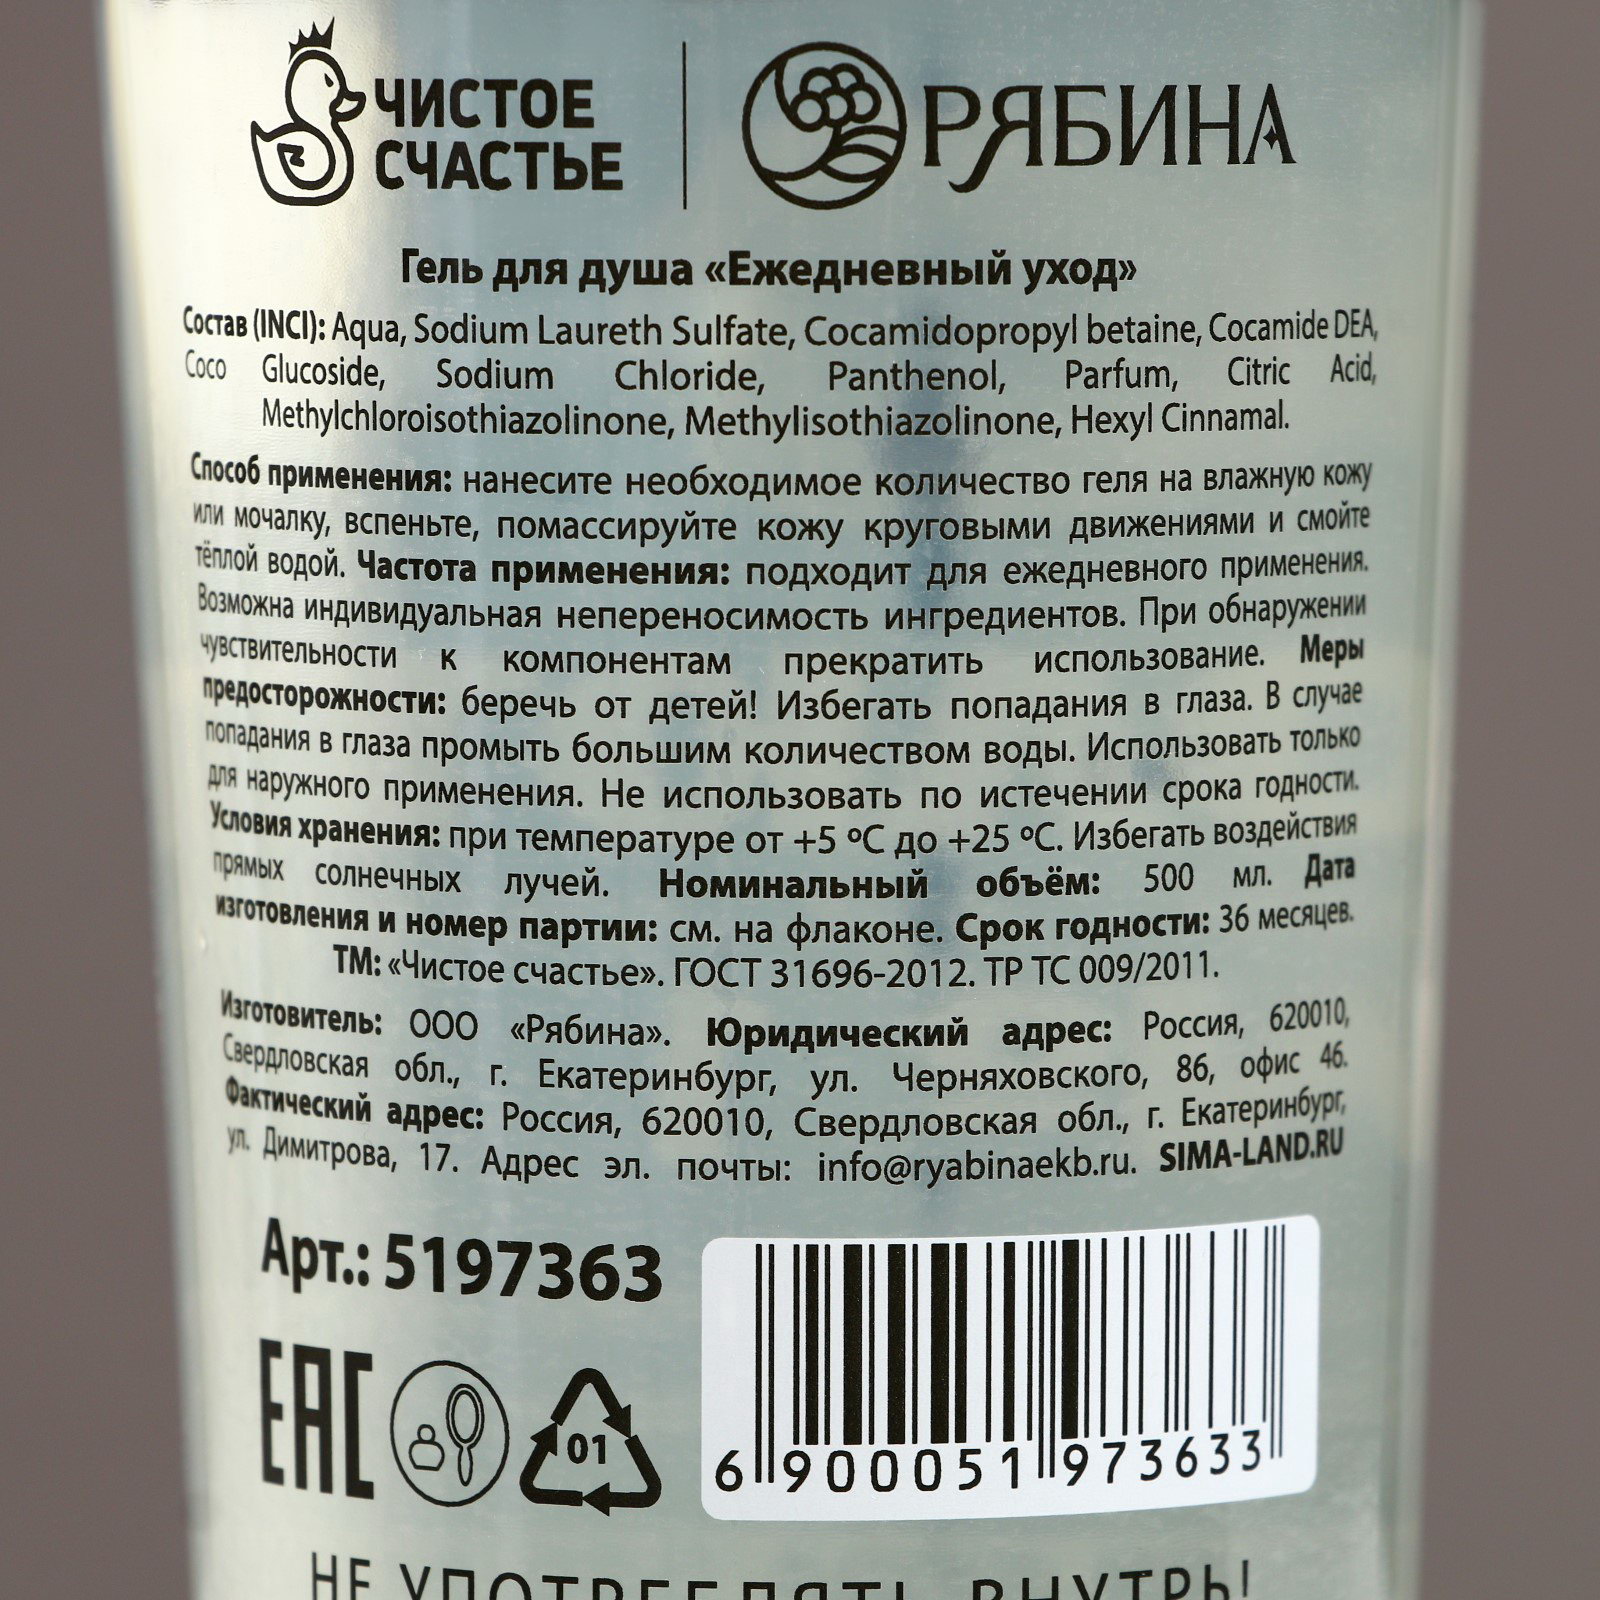 ЧИСТОЕ
СЧАСТЬЕ
РЯБИНА
Гель для душа «Ежедневный уход»
Состав (INCI): Aqua, Sodium Laureth Sulfate, Cocamidopropyl betaine, Cocamide DEA,
Coco Glucoside, Sodium Chloride, Panthenol, Parfum, Citric Acid,
Methylchloroisothiazolinone, Methylisothiazolinone, Hexyl Cinnamal.
Способ применения: нанесите необходимое количество геля на влажную кожу
или мочалку, вспеньте, помассируйте кожу круговыми движениями и смойте
тёплой водой. Частота применения: подходит для ежедневного применения.
Возможна индивидуальная непереносимость ингредиентов. При обнаружении
чувствительности к компонентам прекратить использование. Меры
предосторожности: беречь от детей! Избегать попадания в глаза. В случае
попадания в глаза промыть большим количеством воды. Использовать только
для наружного применения. Не использовать по истечении срока годности.
Условия хранения: при температуре от +5 ºС до +25 ºС. Избегать воздействия
прямых солнечных лучей. Номинальный объём: 500 мл. Дата
изготовления и номер партии: см. на флаконе. Срок годности: 36 месяцев.
ТМ: «Чистое счастье». ГОСТ 31696-2012. ТР ТС 009/2011.
Изготовитель: ООО «Рябина». Юридический адрес: Россия, 620010,
Свердловская обл., г. Екатеринбург, ул. Черняховского, 86, офис 46.
Фактический адрес: Россия, 620010, Свердловская обл., г. Екатеринбург,
ул. Димитрова, 17. Адрес эл. почты: info@ryabinaekb.ru. SIMA-LAND.RU
Арт.: 5197363
EAC
01
6 900051 973633
НЕ УПОТРЕБЛЯТЬ ВНУТРЬ!